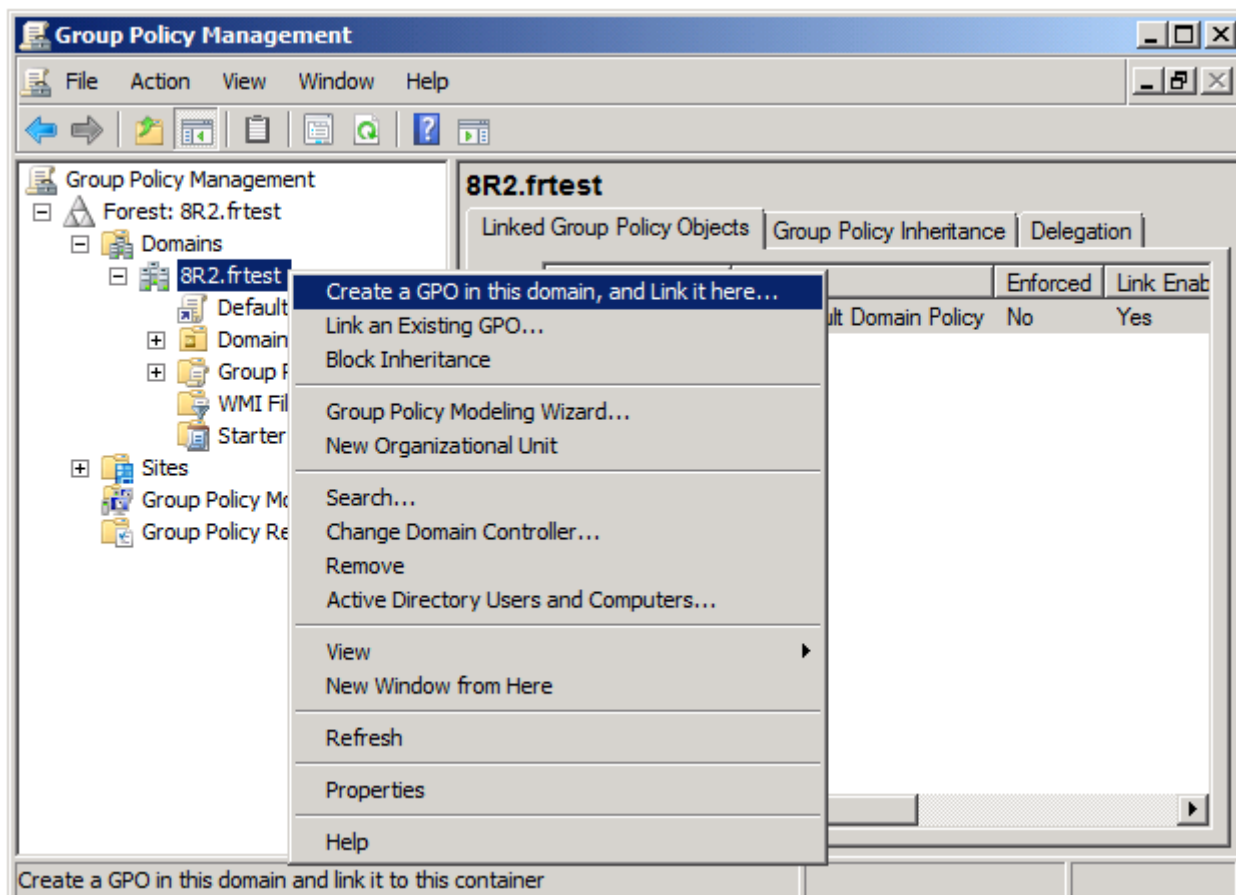 Group Policy Management
File Action View Window Help
Group Policy Management
Forest: 8R2.frtest
Domains
8R2.frtest
Default
Domain
Group P
WMI Fil
Starter
Sites
Group Policy Mo
Group Policy Re
8R2.frtest
Linked Group Policy Objects Group Policy Inheritance Delegation
Enforced Link Enab
ult Domain Policy No Yes
Create a GPO in this domain, and Link it here...
Link an Existing GPO...
Block Inheritance
Group Policy Modeling Wizard...
New Organizational Unit
Search...
Change Domain Controller...
Remove
Active Directory Users and Computers...
View
New Window from Here
Refresh
Properties
Help
Create a GPO in this domain and link it to this container